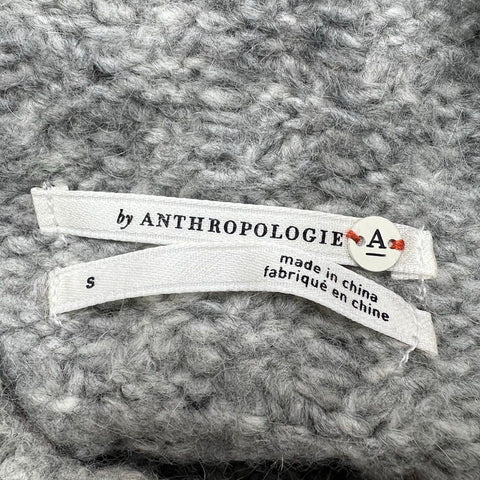 by ANTHROPOLOGIE A
S
made in china
fabriqué en chine